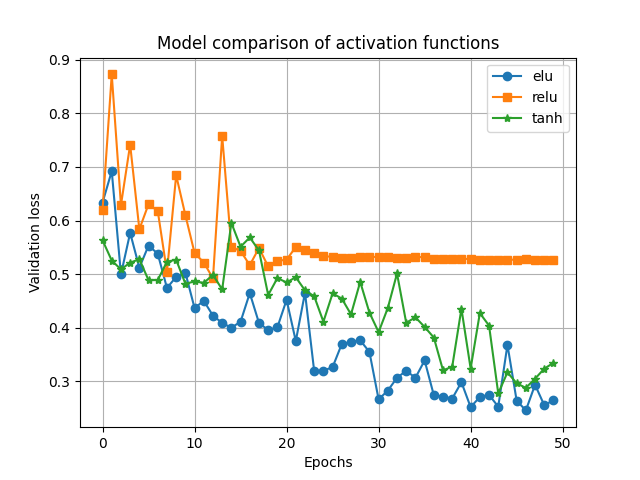 Model comparison of activation functions
0.9
0.8
0.7
0.6
0.5
0.4
0.3
Validation loss
elu
relu
tanh
0 10 20 30 40 50
Epochs